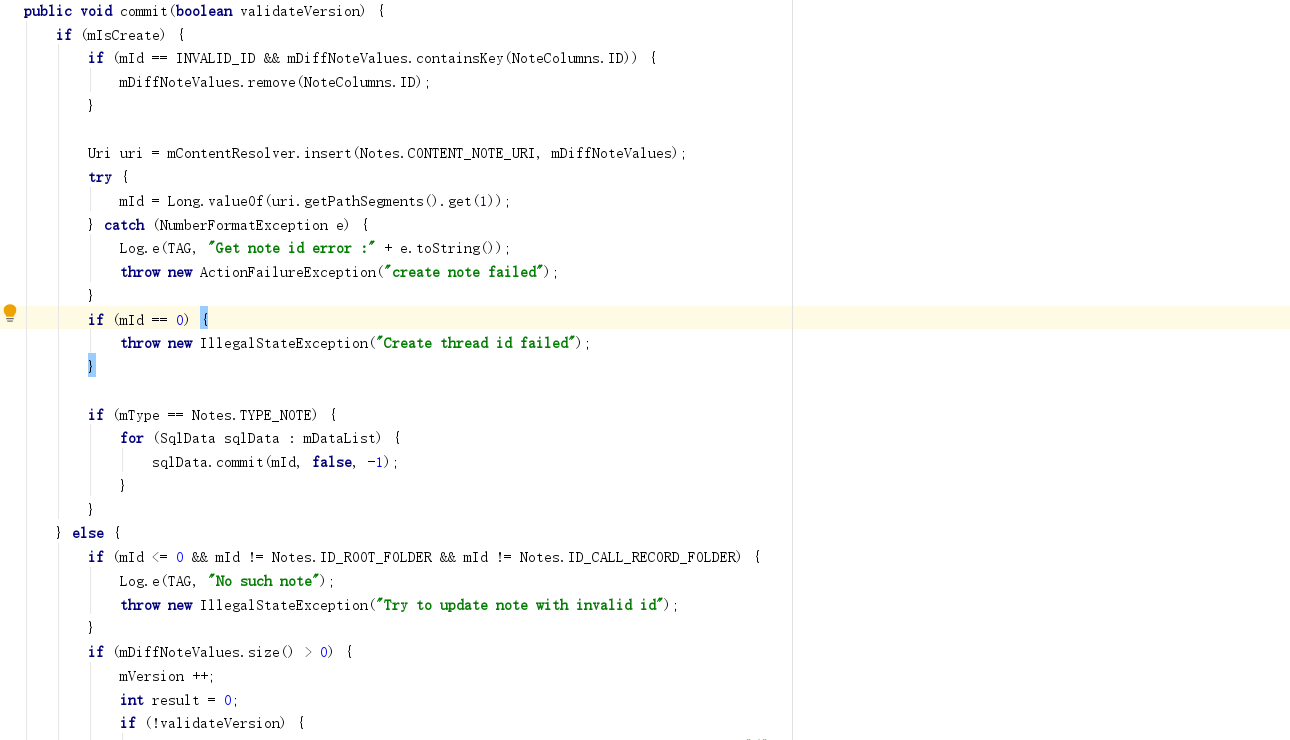 public void commit(boolean validateVersion) {
    if (mIsCreate) {
        if (mId == INVALID_ID && mDiffNoteValues.containsKey(NoteColumns.ID)) {
            mDiffNoteValues.remove(NoteColumns.ID);
        }

        Uri uri = mContentResolver.insert(Notes.CONTENT_NOTE_URI, mDiffNoteValues);
        try {
            mId = Long.valueOf(uri.getPathSegments().get(1));
        } catch (NumberFormatException e) {
            Log.e(TAG, "Get note id error :" + e.toString());
            throw new ActionFailureException("create note failed");
        }
        if (mId == 0) {
            throw new IllegalStateException("Create thread id failed");
        }

        if (mType == Notes.TYPE_NOTE) {
            for (SqlData sqlData : mDataList) {
                sqlData.commit(mId, false, -1);
            }
        }
    } else {
        if (mId <= 0 && mId != Notes.ID_ROOT_FOLDER && mId != Notes.ID_CALL_RECORD_FOLDER) {
            Log.e(TAG, "No such note");
            throw new IllegalStateException("Try to update note with invalid id");
        }
        if (mDiffNoteValues.size() > 0) {
            mVersion ++;
            int result = 0;
            if (!validateVersion) {